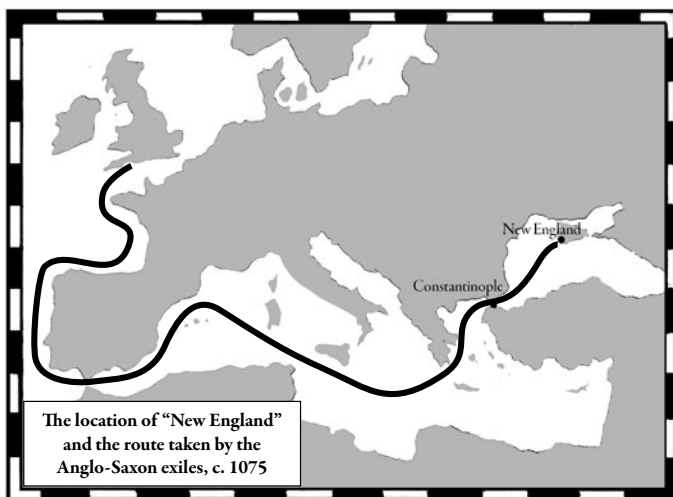 New England
Constantinople
The location of “New England”
and the route taken by the
Anglo-Saxon exiles, c. 1075